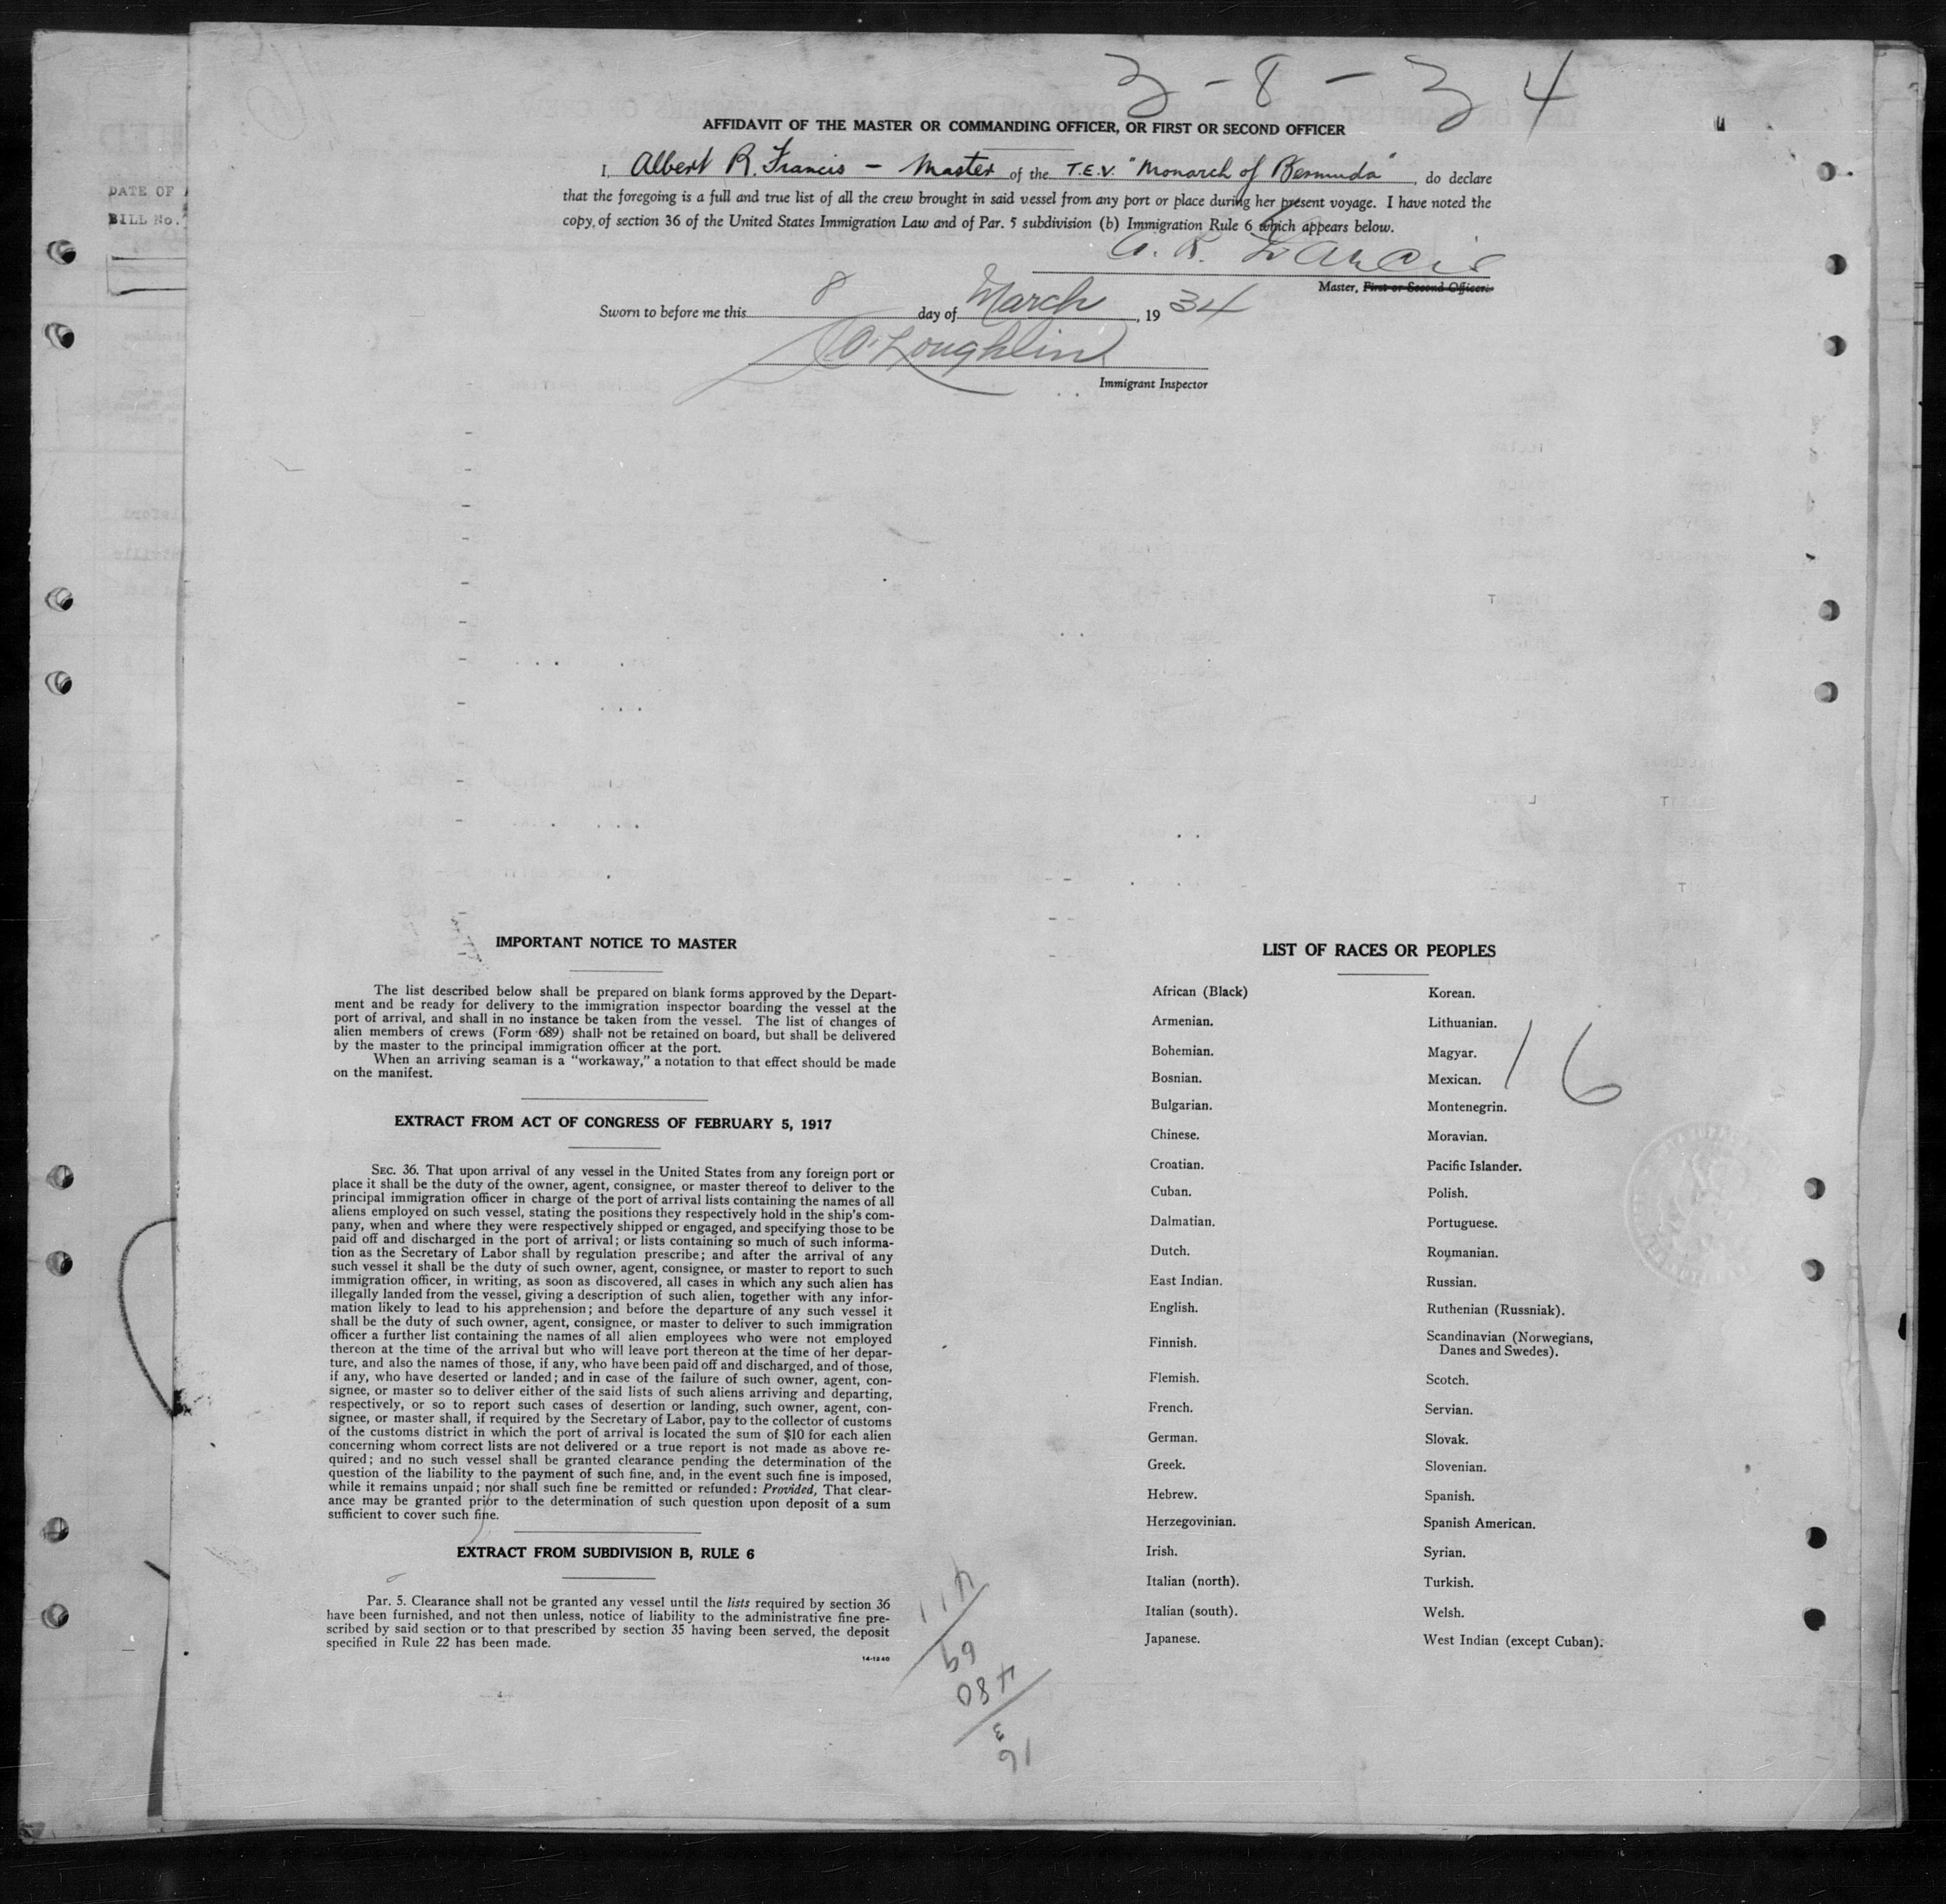 3-8-34
AFFIDAVIT OF THE MASTER OR COMMANDING OFFICER, OR FIRST OR SECOND OFFICER
I, Albert R. Francis - Master of the T.E.V. "Monarch of Bermuda", do declare
that the foregoing is a full and true list of all the crew brought in said vessel from any port or place during her present voyage. I have noted the
copy, of section 36 of the United States Immigration Law and of Par. 5 subdivision (b) Immigration Rule 6 which appears below.
A. R. Francis
Master, First or Second Officer.
Sworn to before me this 8 day of March, 1934
O'Loughlin
Immigrant Inspector
DATE OF
BILL No.
IMPORTANT NOTICE TO MASTER
The list described below shall be prepared on blank forms approved by the Depart-
ment and be ready for delivery to the immigration inspector boarding the vessel at the
port of arrival, and shall in no instance be taken from the vessel. The list of changes of
alien members of crews (Form 689) shall not be retained on board, but shall be delivered
by the master to the principal immigration officer at the port.
When an arriving seaman is a "workaway," a notation to that effect should be made
on the manifest.
EXTRACT FROM ACT OF CONGRESS OF FEBRUARY 5, 1917
SEC. 36. That upon arrival of any vessel in the United States from any foreign port or
place it shall be the duty of the owner, agent, consignee, or master thereof to deliver to the
principal immigration officer in charge of the port of arrival lists containing the names of all
aliens employed on such vessel, stating the positions they respectively hold in the ship's com-
pany, when and where they were respectively shipped or engaged, and specifying those to be
paid off and discharged in the port of arrival; or lists containing so much of such informa-
tion as the Secretary of Labor shall by regulation prescribe; and after the arrival of any
such vessel it shall be the duty of such owner, agent, consignee, or master to report to such
immigration officer, in writing, as soon as discovered, all cases in which any such alien has
illegally landed from the vessel, giving a description of such alien, together with any infor-
mation likely to lead to his apprehension; and before the departure of any such vessel it
shall be the duty of such owner, agent, consignee, or master to deliver to such immigration
officer a further list containing the names of all alien employees who were not employed
thereon at the time of the arrival but who will leave port thereon at the time of her depar-
ture, and also the names of those, if any, who have been paid off and discharged, and of those,
if any, who have deserted or landed; and in case of the failure of such owner, agent, con-
signee, or master so to deliver either of the said lists of such aliens arriving and departing,
respectively, or so to report such cases of desertion or landing, such owner, agent, con-
signee, or master shall, if required by the Secretary of Labor, pay to the collector of customs
of the customs district in which the port of arrival is located the sum of $10 for each alien
concerning whom correct lists are not delivered or a true report is not made as above re-
quired; and no such vessel shall be granted clearance pending the determination of the
question of the liability to the payment of such fine, and, in the event such fine is imposed,
while it remains unpaid; nor shall such fine be remitted or refunded: Provided, That clear-
ance may be granted prior to the determination of such question upon deposit of a sum
sufficient to cover such fine.
EXTRACT FROM SUBDIVISION B, RULE 6
Par. 5. Clearance shall not be granted any vessel until the lists required by section 36
have been furnished, and not then unless, notice of liability to the administrative fine pre-
scribed by said section or to that prescribed by section 35 having been served, the deposit
specified in Rule 22 has been made.
14-1240
LIST OF RACES OR PEOPLES
African (Black)
Armenian.
Bohemian.
Bosnian.
Bulgarian.
Chinese.
Croatian.
Cuban.
Dalmatian.
Dutch.
East Indian.
English.
Finnish.
Flemish.
French.
German.
Greek.
Hebrew.
Herzegovinian.
Irish.
Italian (north).
Italian (south).
Japanese.
Korean.
Lithuanian.
Magyar.
Mexican.
Montenegrin.
Moravian.
Pacific Islander.
Polish.
Portuguese.
Roumanian.
Russian.
Ruthenian (Russniak).
Scandinavian (Norwegians,
Danes and Swedes).
Scotch.
Servian.
Slovak.
Slovenian.
Spanish.
Spanish American.
Syrian.
Turkish.
Welsh.
West Indian (except Cuban).
16